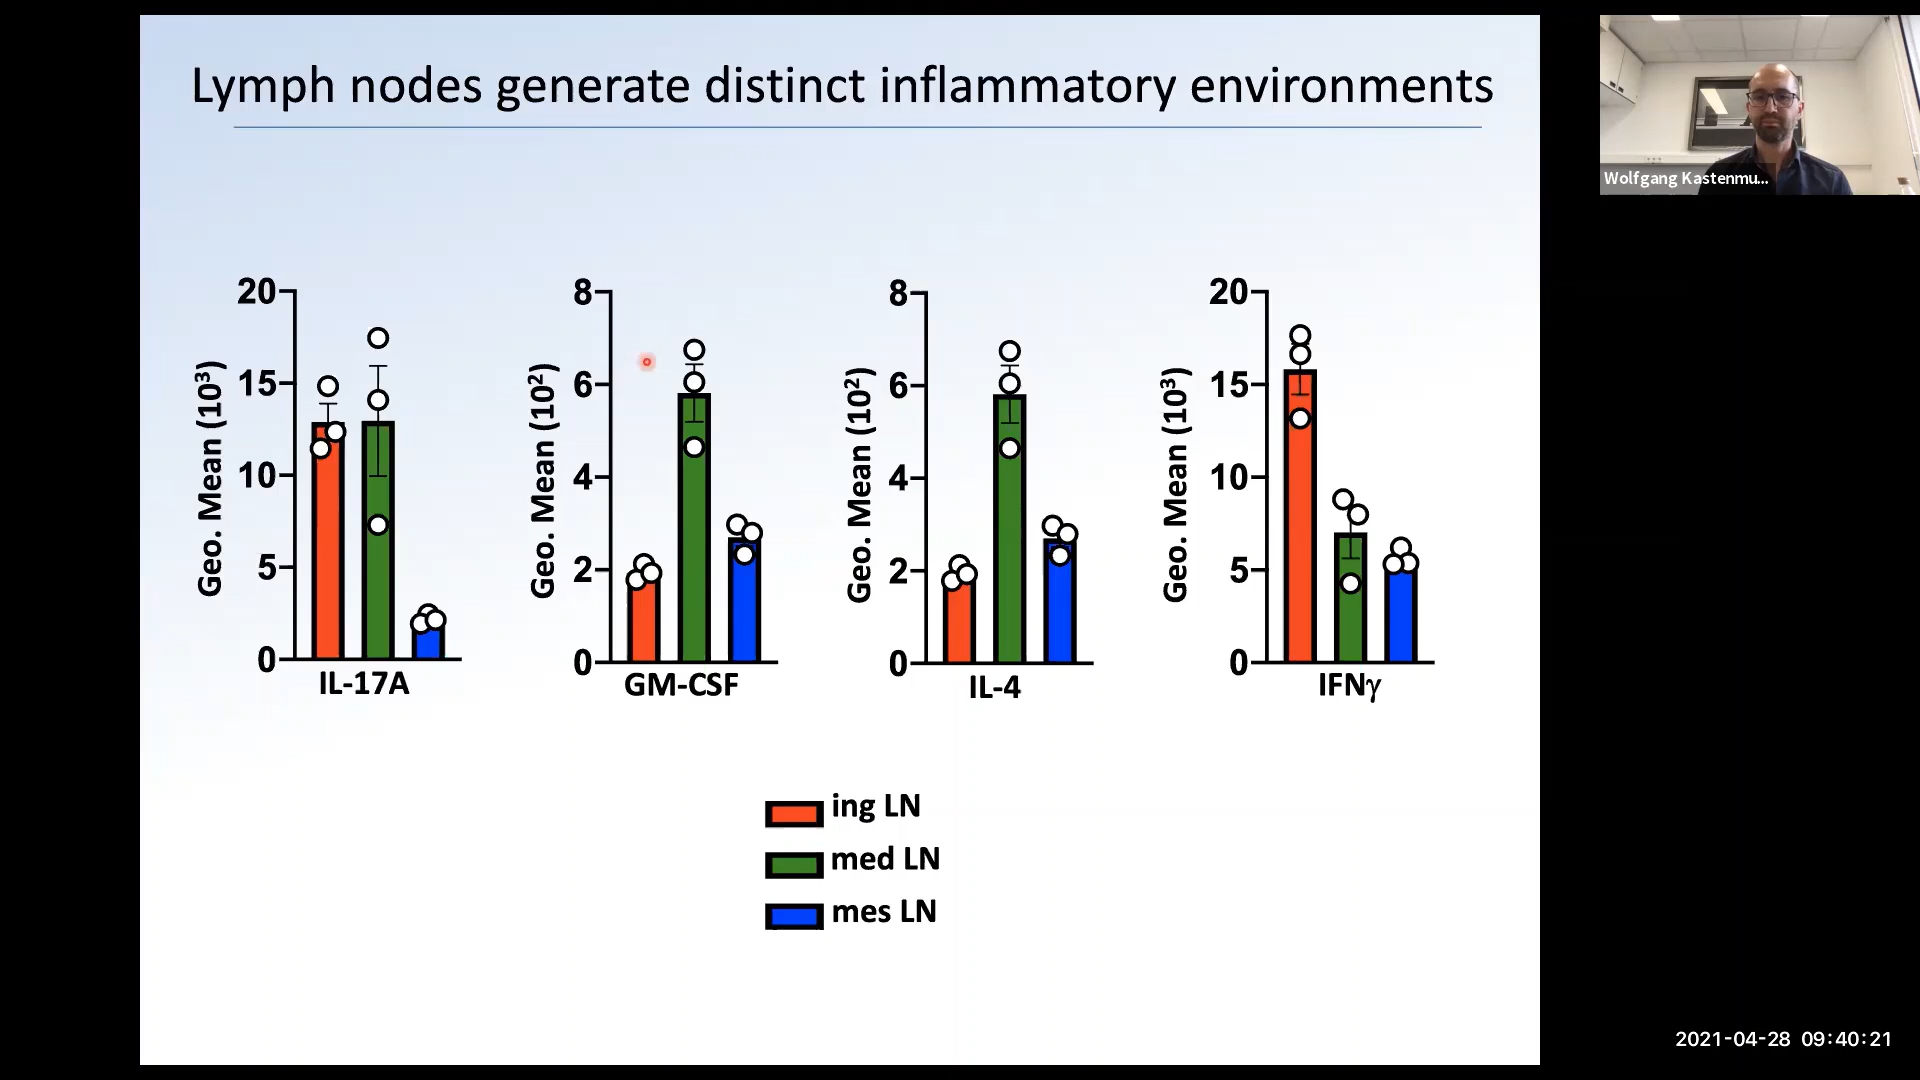 Lymph nodes generate distinct inflammatory environments
Wolfgang Kastenmu...
20
15
10
5
0
Geo. Mean (10³)
IL-17A
8
6
4
2
0
Geo. Mean (10²)
GM-CSF
8
6
4
2
0
Geo. Mean (10²)
IL-4
20
15
10
5
0
Geo. Mean (10³)
IFNγ
ing LN
med LN
mes LN
2021-04-28 09:40:21